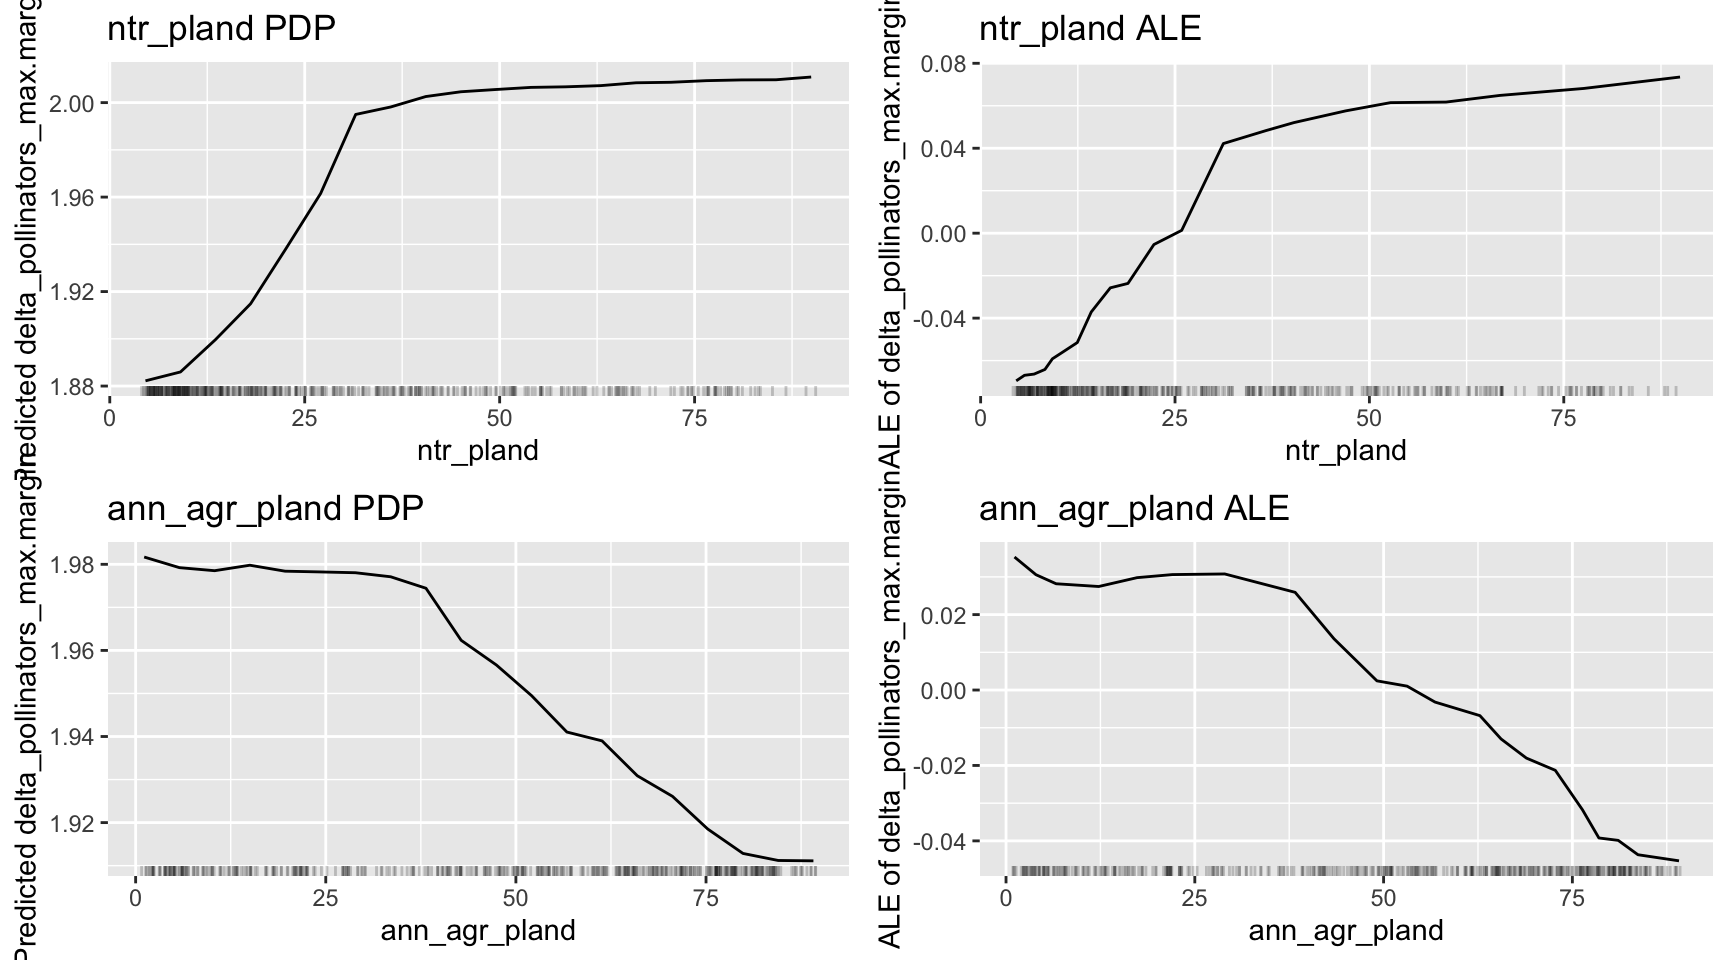 ntr_pland PDP
Predicted delta_pollinators_max.margin
2.00
1.96
1.92
1.88
0 25 50 75
ntr_pland
ntr_pland ALE
ALE of delta_pollinators_max.margin
0.08
0.04
0.00
-0.04
0 25 50 75
ntr_pland
ann_agr_pland PDP
Predicted delta_pollinators_max.margin
1.98
1.96
1.94
1.92
0 25 50 75
ann_agr_pland
ann_agr_pland ALE
ALE of delta_pollinators_max.margin
0.02
0.00
-0.02
-0.04
0 25 50 75
ann_agr_pland